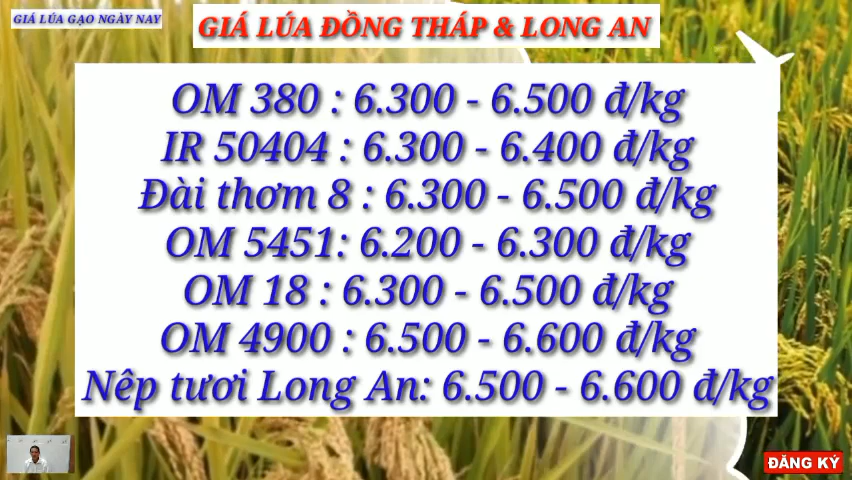 GIÁ LÚA GẠO NGÀY NAY
GIÁ LÚA ĐỒNG THÁP & LONG AN
OM 380 : 6.300 - 6.500 đ/kg
IR 50404 : 6.300 - 6.400 đ/kg
Đài thơm 8 : 6.300 - 6.500 đ/kg
OM 5451: 6.200 - 6.300 đ/kg
OM 18 : 6.300 - 6.500 đ/kg
OM 4900 : 6.500 - 6.600 đ/kg
Nêp tươi Long An: 6.500 - 6.600 đ/kg
ĐĂNG KÝ